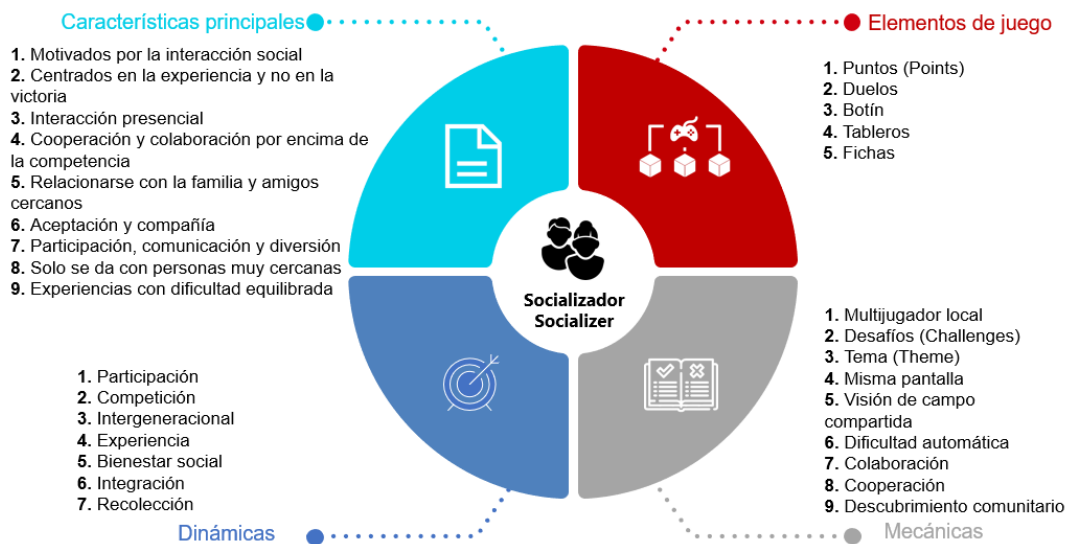 Características principales
1. Motivados por la interacción social
2. Centrados en la experiencia y no en la
victoria
3. Interacción presencial
4. Cooperación y colaboración por encima de
la competencia
5. Relacionarse con la familia y amigos
cercanos
6. Aceptación y compañía
7. Participación, comunicación y diversión
8. Solo se da con personas muy cercanas
9. Experiencias con dificultad equilibrada
Elementos de juego
1. Puntos (Points)
2. Duelos
3. Botín
4. Tableros
5. Fichas
Socializador
Socializer
1. Participación
2. Competición
3. Intergeneracional
4. Experiencia
5. Bienestar social
6. Integración
7. Recolección
Dinámicas
1. Multijugador local
2. Desafíos (Challenges)
3. Tema (Theme)
4. Misma pantalla
5. Visión de campo
compartida
6. Dificultad automática
7. Colaboración
8. Cooperación
9. Descubrimiento comunitario
Mecánicas